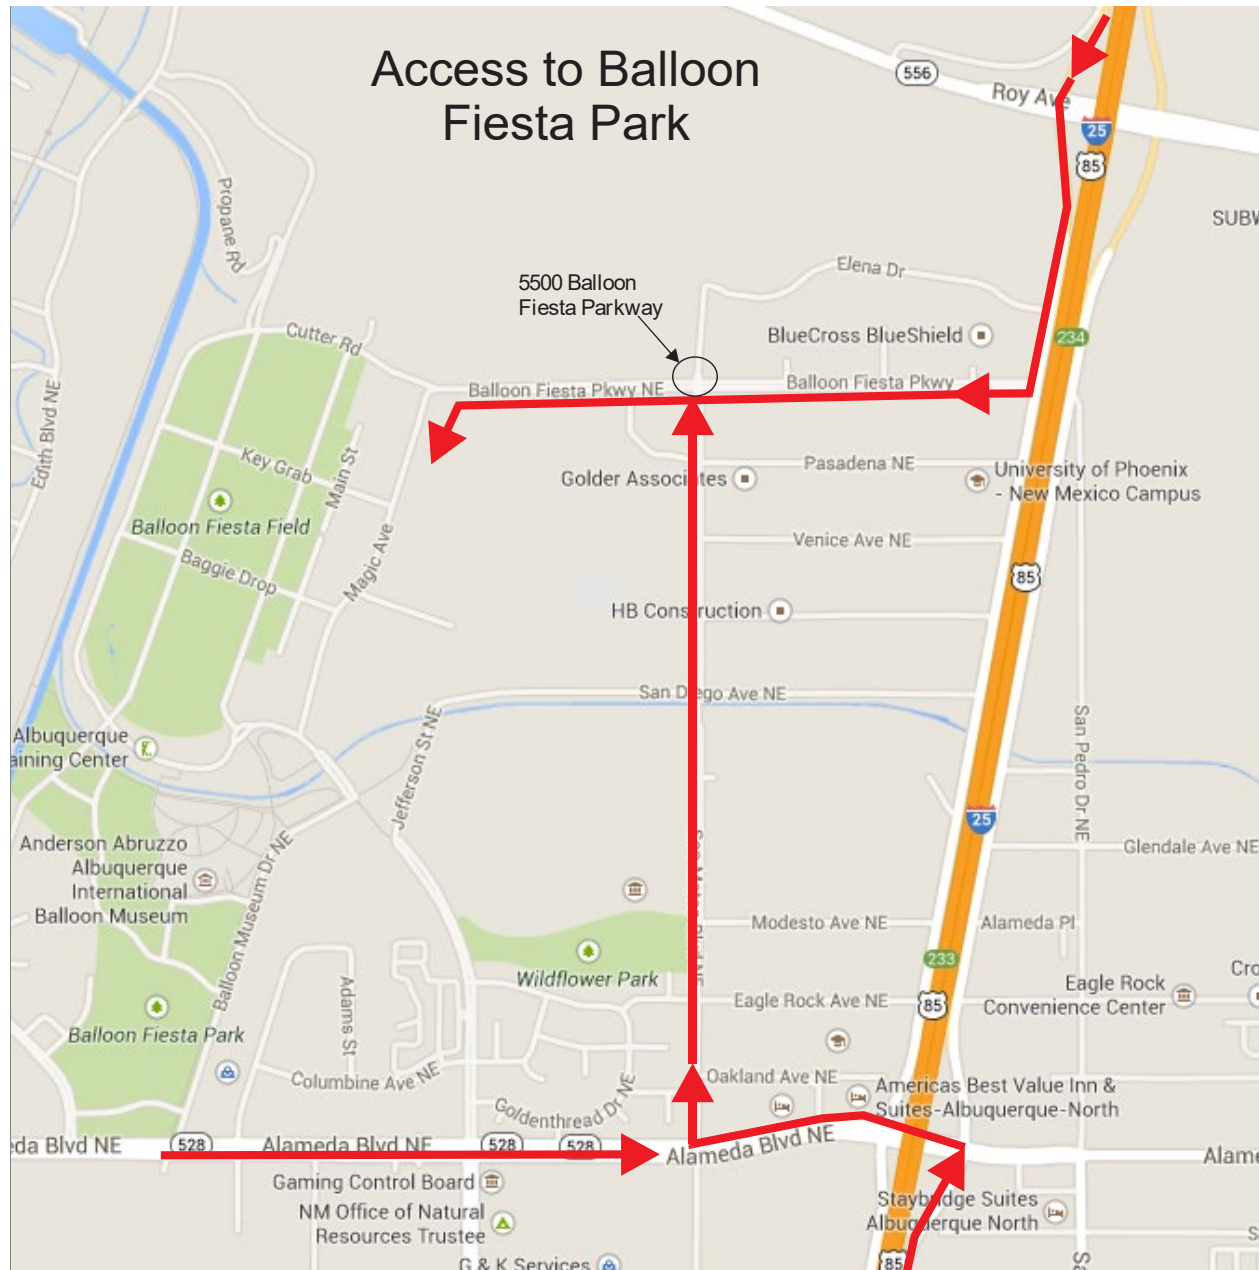 Access to Balloon
Fiesta Park
556
Roy Ave
25
85
SUBW
Propane Rd
Elena Dr
5500 Balloon
Fiesta Parkway
Cutter Rd
BlueCross BlueShield
234
Balloon Fiesta Pkwy NE
Balloon Fiesta Pkwy
Edith Blvd NE
Key Grab
Main St
Pasadena NE
Golder Associates
University of Phoenix
- New Mexico Campus
Balloon Fiesta Field
Venice Ave NE
Baggie Drop
Magic Ave
85
HB Construction
San Diego Ave NE
Albuquerque
aining Center
Jefferson St NE
San Pedro Dr NE
25
Anderson Abruzzo
Albuquerque
International
Balloon Museum
Glendale Ave NE
Balloon Museum Dr NE
Modesto Ave NE
Alameda Pl
233
Wildflower Park
Cro
Eagle Rock
Convenience Center
Eagle Rock Ave NE
85
Adams St
Balloon Fiesta Park
Columbine Ave NE
Oakland Ave NE
Americas Best Value Inn &
Suites-Albuquerque-North
Goldenthread Dr NE
eda Blvd NE
528
Alameda Blvd NE
528
528
Alameda Blvd NE
Alame
Gaming Control Board
NM Office of Natural
Resources Trustee
Staybridge Suites
Albuquerque North
S
G & K Services
85
Sa